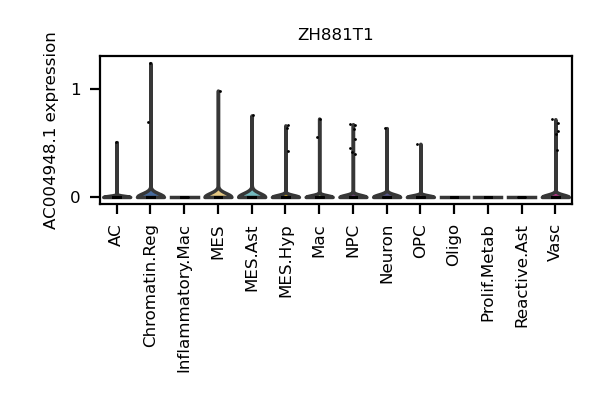 ZH881T1
AC004948.1 expression
1
0
AC
Chromatin.Reg
Inflammatory.Mac
MES
MES.Ast
MES.Hyp
Mac
NPC
Neuron
OPC
Oligo
Prolif.Metab
Reactive.Ast
Vasc